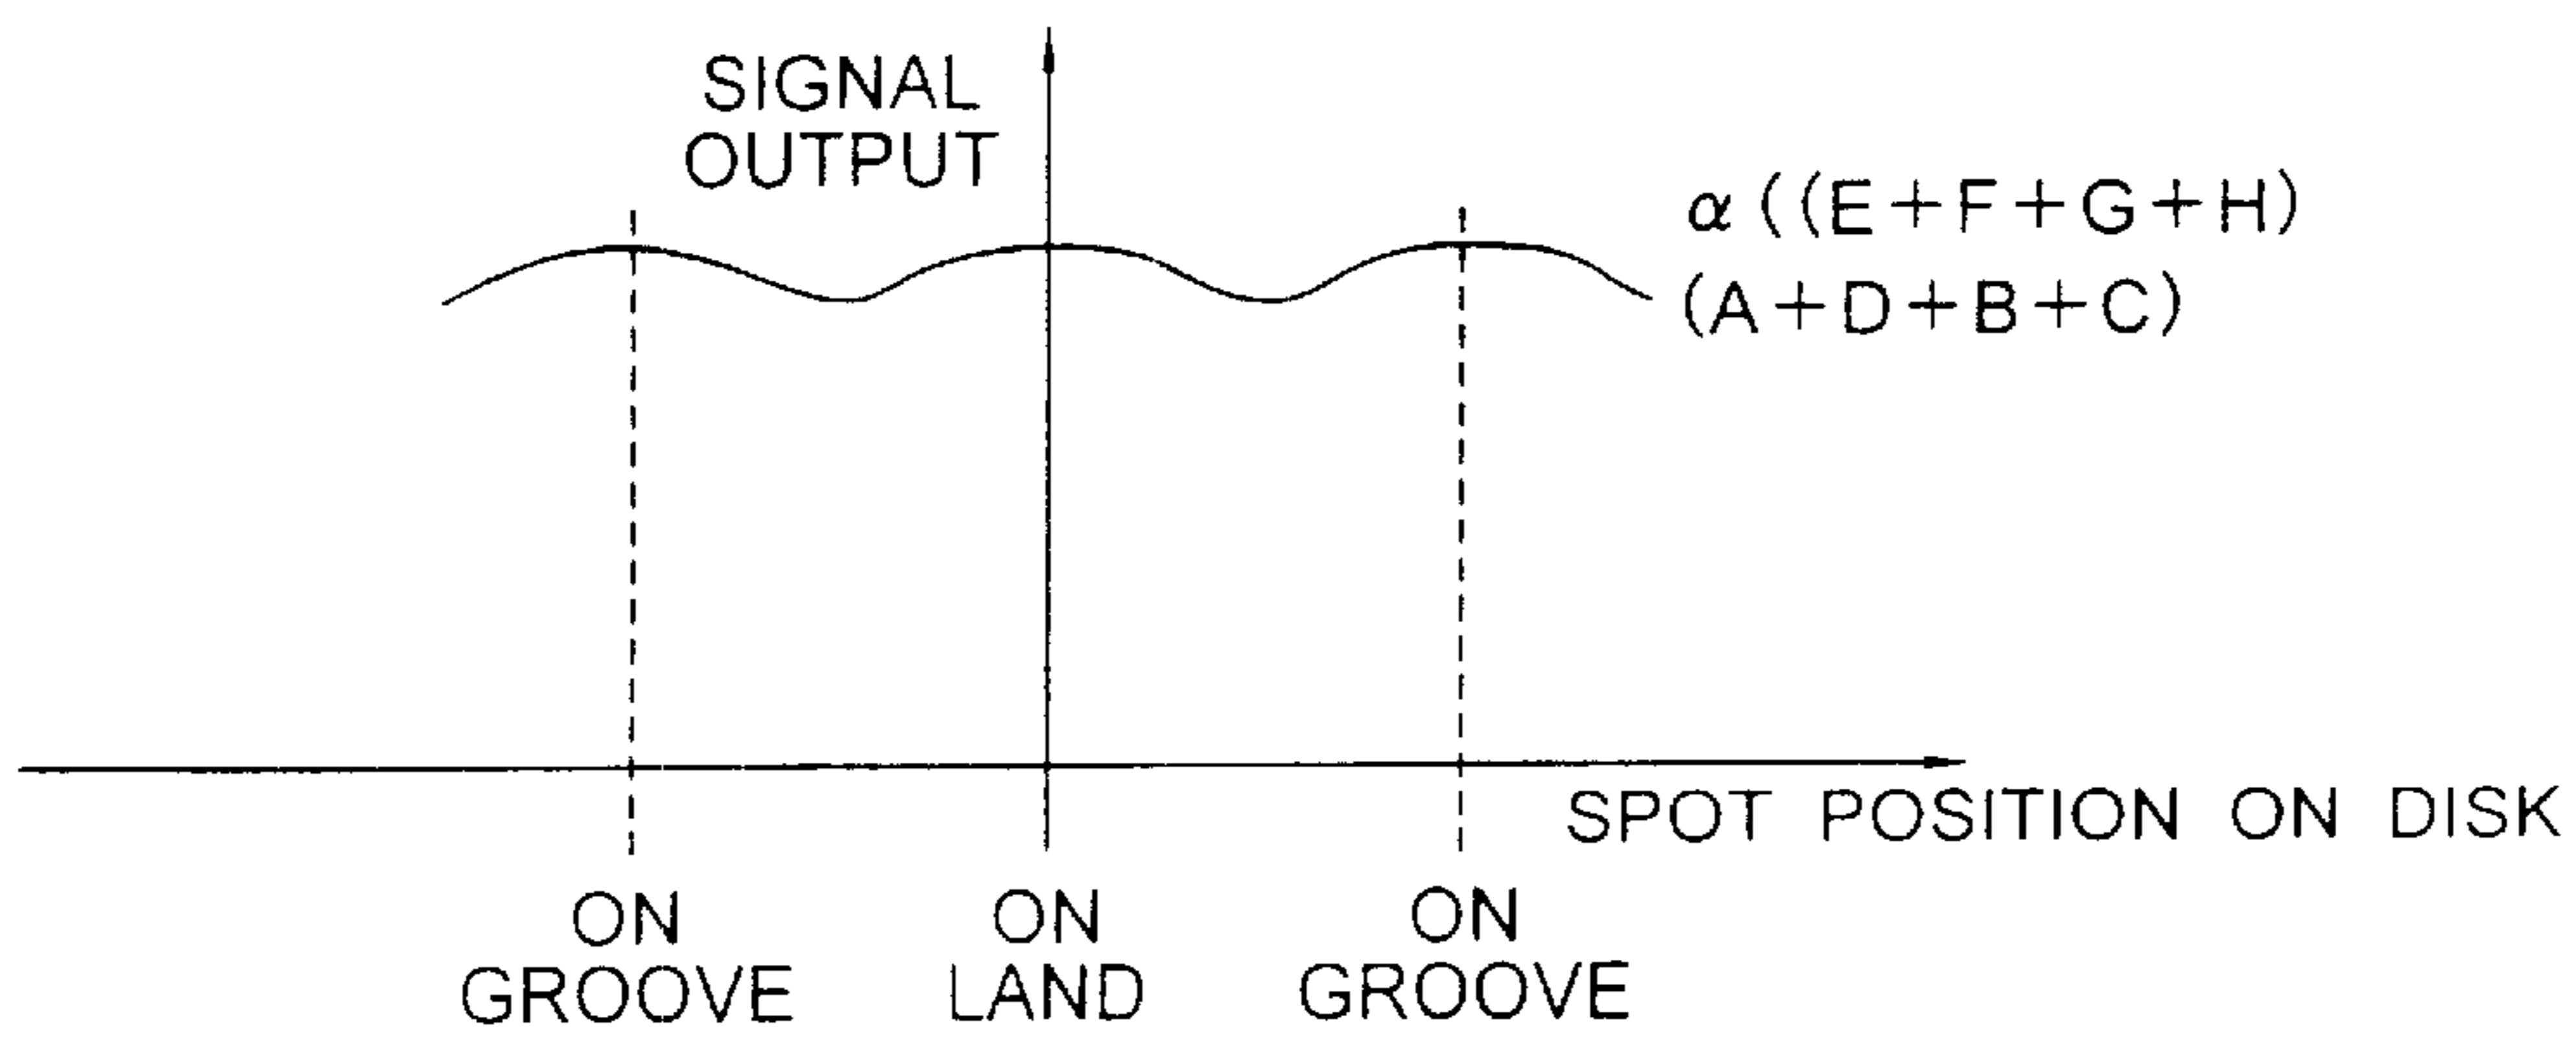 SIGNAL
OUTPUT
α((E+F+G+H)
(A+D+B+C)
SPOT POSITION ON DISK
ON
GROOVE
ON
LAND
ON
GROOVE